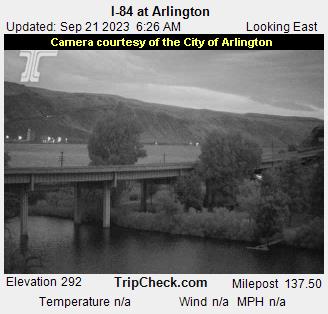 I-84 at Arlington
Updated: Sep 21 2023 6:26 AM Looking East
Camera courtesy of the City of Arlington
Elevation 292 TripCheck.com Milepost 137.50
Temperature n/a Wind n/a MPH n/a